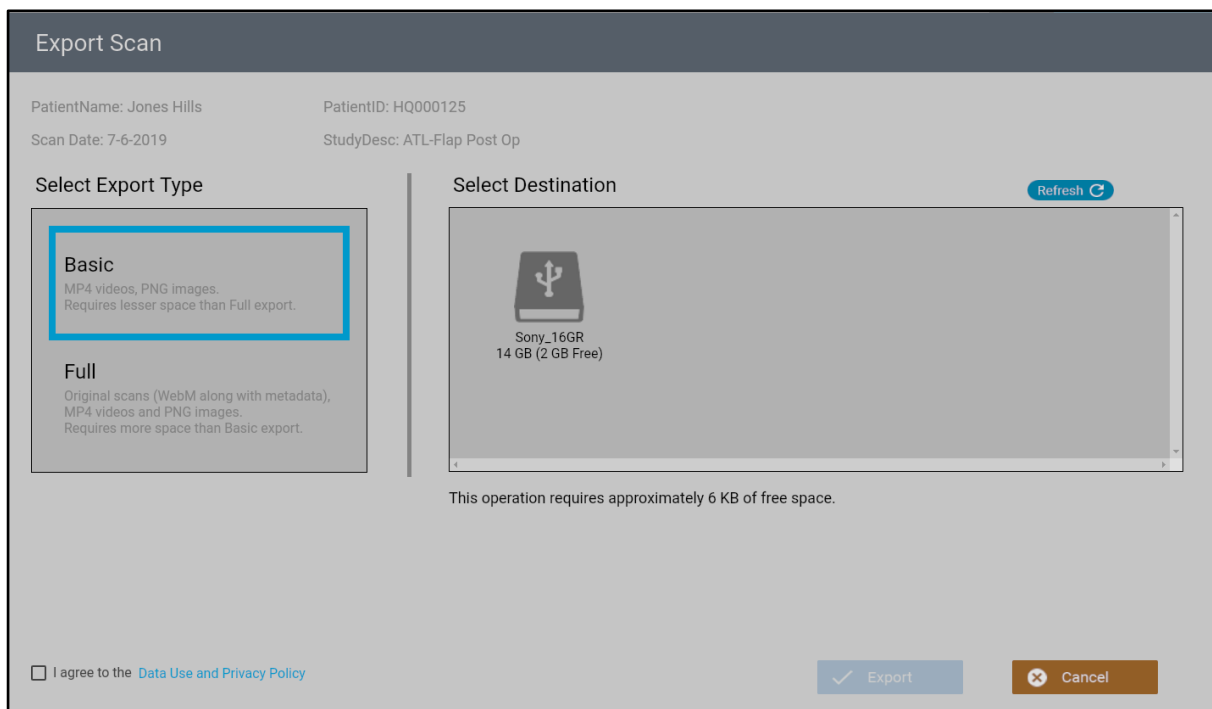 Export Scan
PatientName: Jones Hills
PatientID: HQ000125
Scan Date: 7-6-2019
StudyDesc: ATL-Flap Post Op
Select Export Type
Select Destination
Refresh
Basic
MP4 videos, PNG images.
Requires lesser space than Full export.
Full
Original scans (WebM along with metadata),
MP4 videos and PNG images.
Requires more space than Basic export.
Sony_16GR
14 GB (2 GB Free)
This operation requires approximately 6 KB of free space.
I agree to the Data Use and Privacy Policy
Export
Cancel